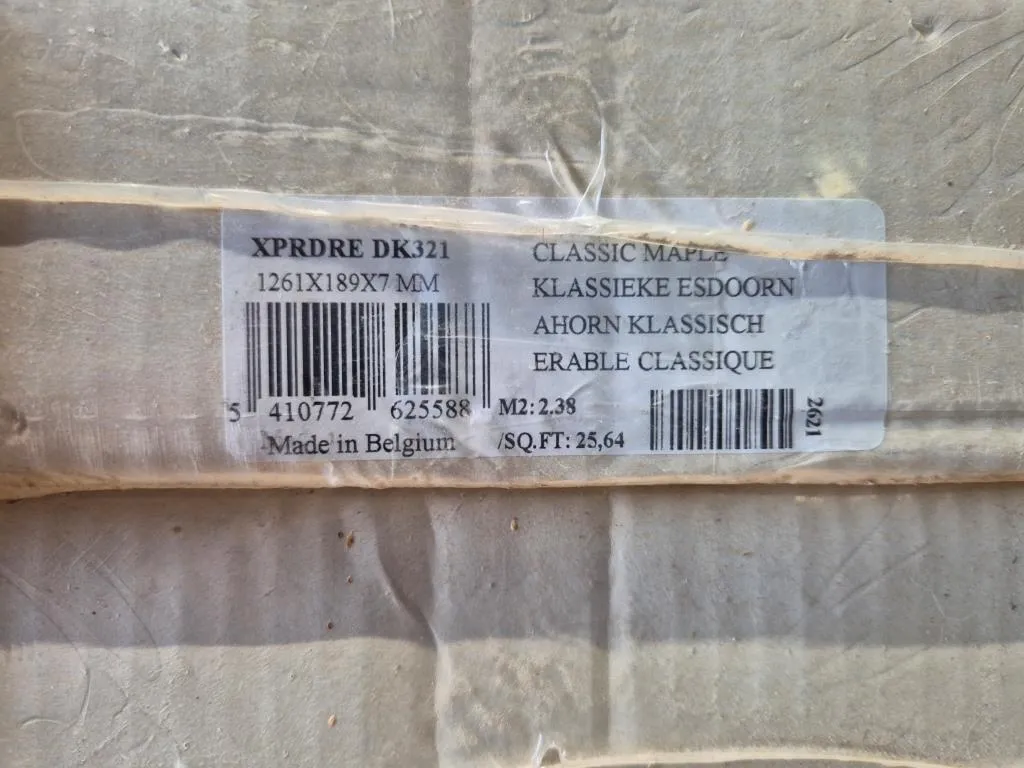 XPRDRE DK321
1261X189X7 MM
5 410772 625588
Made in Belgium
CLASSIC MAPLE
KLASSIEKE ESDOORN
AHORN KLASSISCH
ERABLE CLASSIQUE
M2: 2.38
/SQ.FT: 25,64
2621